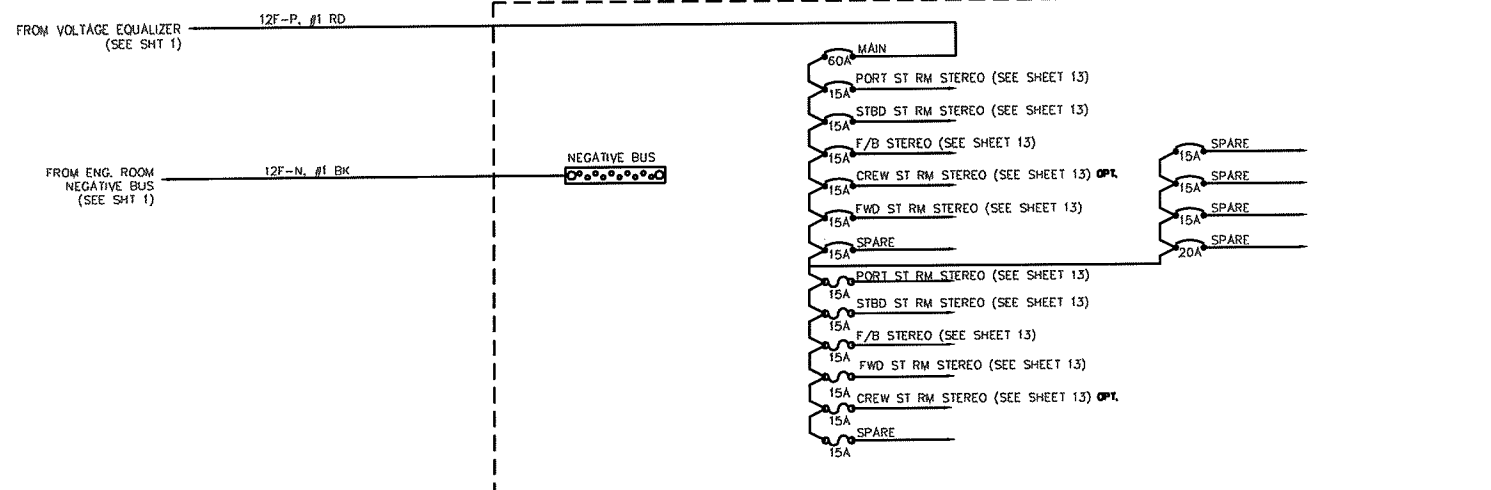 FROM VOLTAGE EQUALIZER
(SEE SHT 1)
12F-P, #1 RD
FROM ENG. ROOM
NEGATIVE BUS
(SEE SHT 1)
12F-N, #1 BK
NEGATIVE BUS
MAIN
60A
PORT ST RM STEREO (SEE SHEET 13)
15A
STBD ST RM STEREO (SEE SHEET 13)
15A
F/B STEREO (SEE SHEET 13)
15A
CREW ST RM STEREO (SEE SHEET 13) OPT.
15A
FWD ST RM STEREO (SEE SHEET 13)
15A
SPARE
15A
PORT ST RM STEREO (SEE SHEET 13)
15A
STBD ST RM STEREO (SEE SHEET 13)
15A
F/B STEREO (SEE SHEET 13)
15A
FWD ST RM STEREO (SEE SHEET 13)
15A
CREW ST RM STEREO (SEE SHEET 13) OPT.
15A
SPARE
15A
SPARE
15A
SPARE
15A
SPARE
15A
SPARE
20A